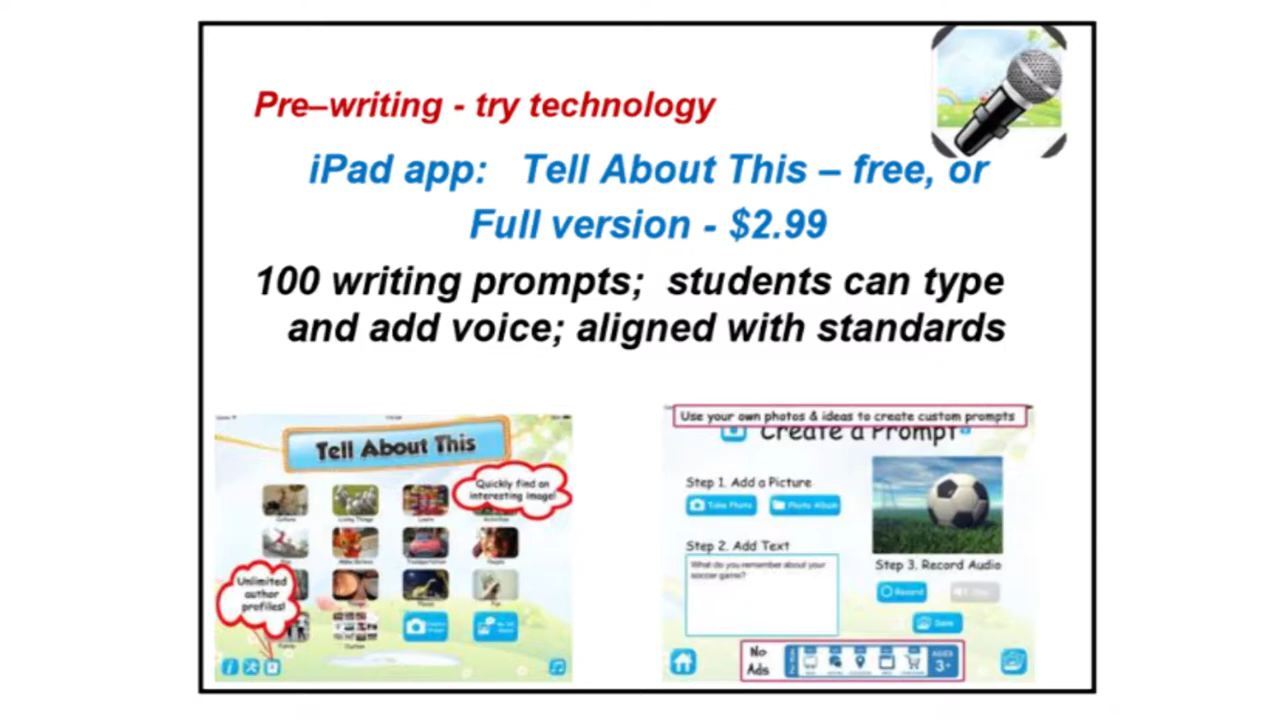 Pre–writing - try technology
iPad app: Tell About This – free, or
Full version - $2.99
100 writing prompts; students can type
and add voice; aligned with standards
Tell About This
Quickly find an
interesting image!
Unlimited
author
profiles!
Use your own photos & ideas to create custom prompts
Create a Prompt
Step 1. Add a Picture
Take Photo
Photo Album
Step 2. Add Text
What do you remember about your
soccer game?
Step 3. Record Audio
Record
Save
No
Ads
AGES
3+